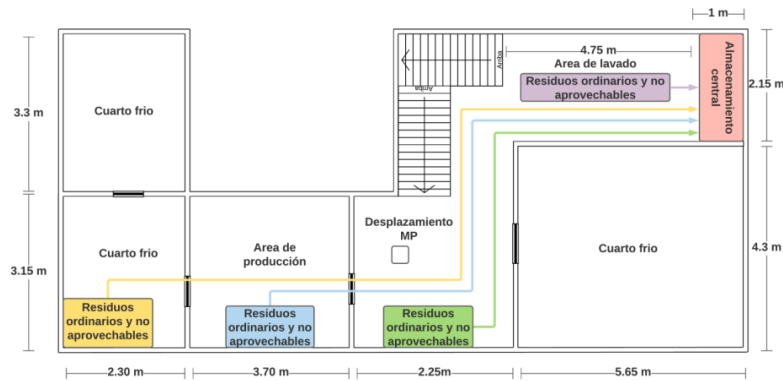 1 m
4.75 m
Arriba
Area de lavado
Residuos ordinarios y no
aprovechables
Almacenamiento
central
2.15 m
Arriba
3.3 m
Cuarto frio
Desplazamiento
MP
Cuarto frio
Area de
producción
Cuarto frio
4.3 m
3.15 m
Residuos
ordinarios y no
aprovechables
Residuos
ordinarios y no
aprovechables
Residuos
ordinarios y no
aprovechables
2.30 m
3.70 m
2.25m
5.65 m